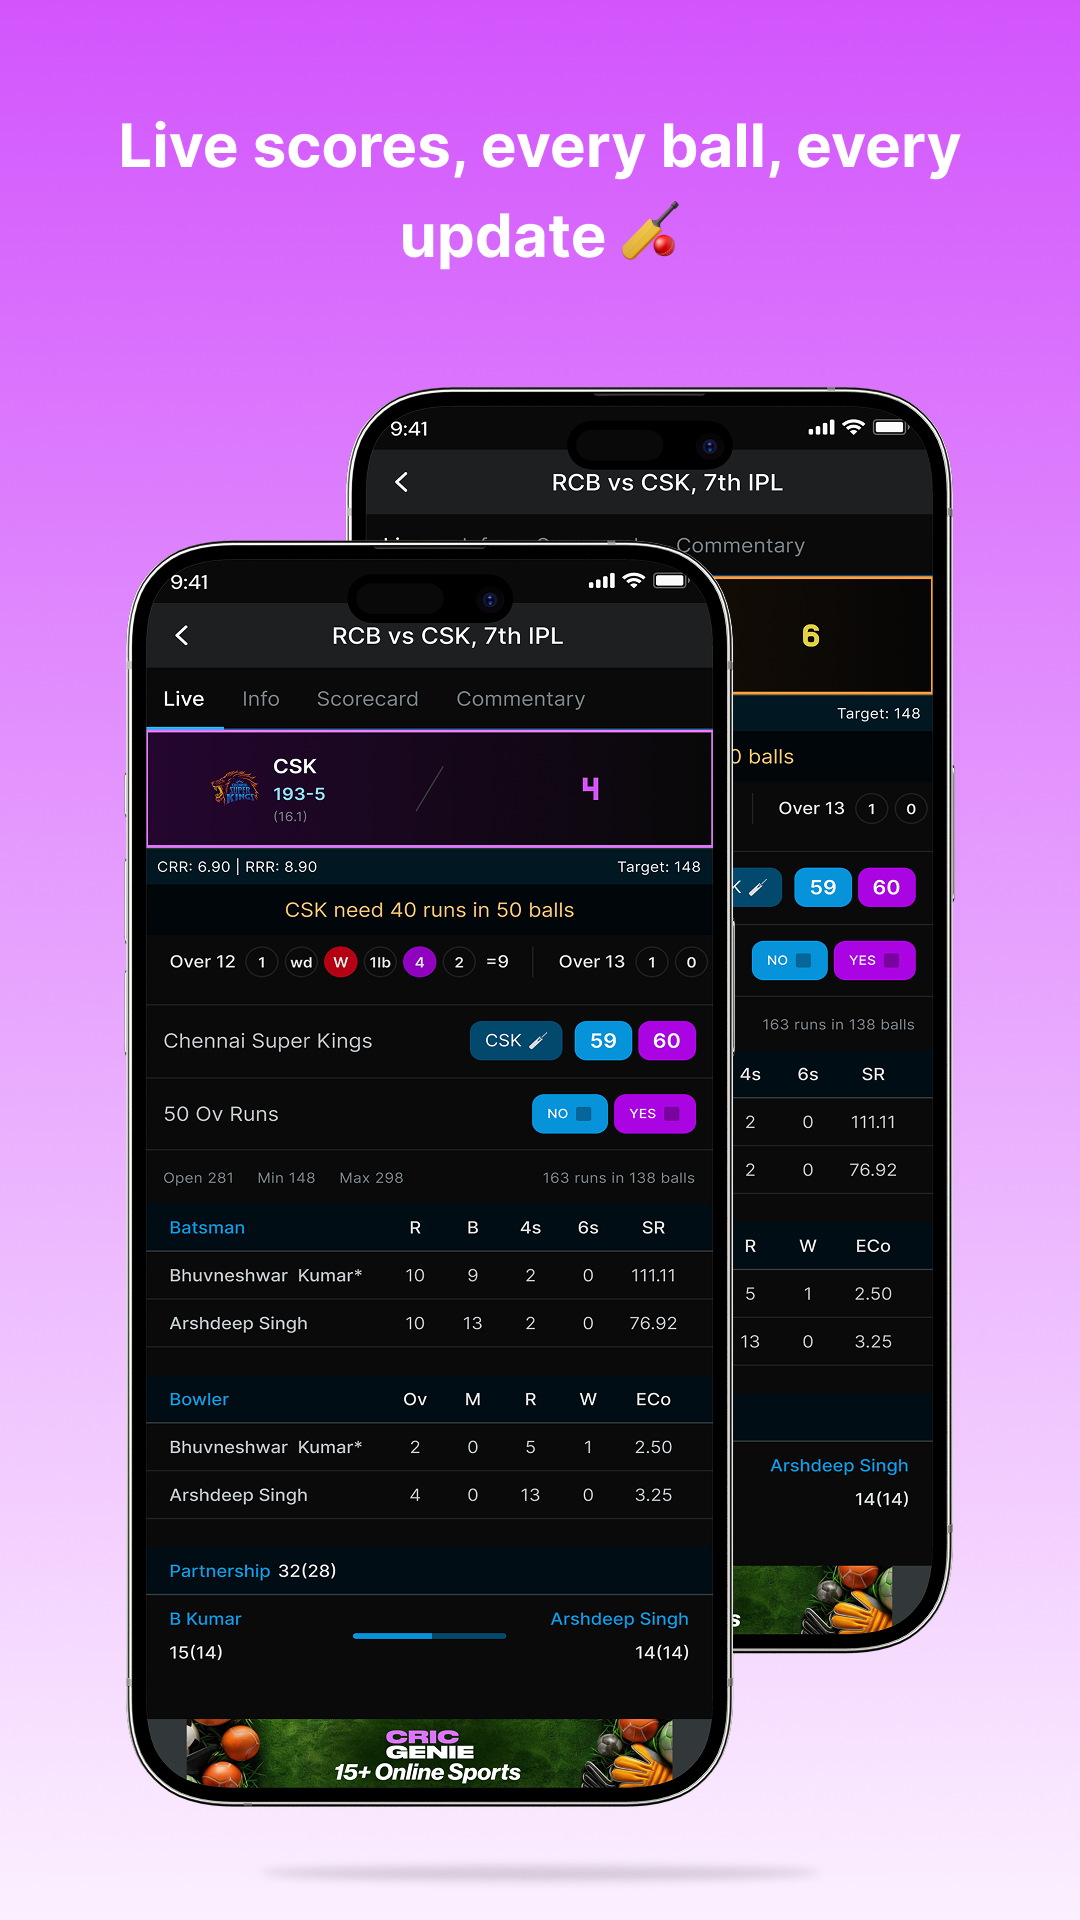 Live scores, every ball, every
update
9:41
RCB vs CSK, 7th IPL
Commentary
6
Target: 148
0 balls
Over 13 1 0
59 60
NO YES
163 runs in 138 balls
4s 6s SR
2 0 111.11
2 0 76.92
R W ECo
5 1 2.50
13 0 3.25
Arshdeep Singh
14(14)
9:41
RCB vs CSK, 7th IPL
Live Info Scorecard Commentary
CSK
193-5
(16.1)
4
CRR: 6.90 | RRR: 8.90 Target: 148
CSK need 40 runs in 50 balls
Over 12 1 wd W 1lb 4 2 =9 Over 13 1 0
Chennai Super Kings CSK 59 60
50 Ov Runs NO YES
Open 281 Min 148 Max 298 163 runs in 138 balls
Batsman R B 4s 6s SR
Bhuvneshwar Kumar* 10 9 2 0 111.11
Arshdeep Singh 10 13 2 0 76.92
Bowler Ov M R W ECo
Bhuvneshwar Kumar* 2 0 5 1 2.50
Arshdeep Singh 4 0 13 0 3.25
Partnership 32(28)
B Kumar Arshdeep Singh
15(14) 14(14)
CRIC
GENIE
15+ Online Sports